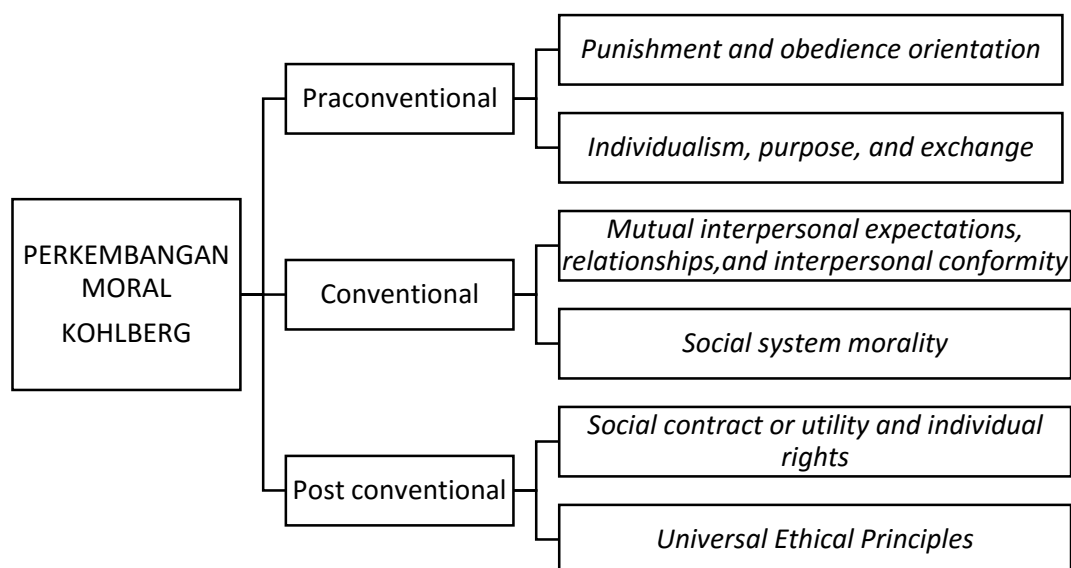 PERKEMBANGAN
MORAL
KOHLBERG
Praconventional
Punishment and obedience orientation
Individualism, purpose, and exchange
Conventional
Mutual interpersonal expectations,
relationships,and interpersonal conformity
Social system morality
Post conventional
Social contract or utility and individual
rights
Universal Ethical Principles